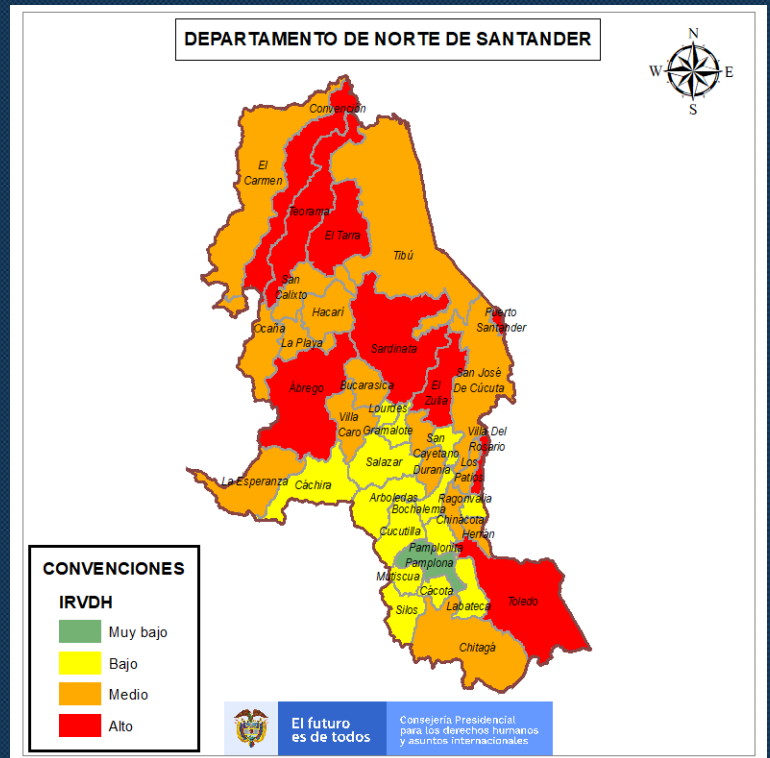 DEPARTAMENTO DE NORTE DE SANTANDER
N
W
E
S
Convención
El
Carmen
Teorama
El Tarra
Tibú
San
Calixto
Hacarí
Puerto
Santander
Ocaña
La Playa
Sardinata
San José
De Cúcuta
Ábrego
Bucarasica
El
Zulia
Lourdes
Villa
Caro
Gramalote
San
Cayetano
Villa Del
Rosario
Salazar
Durania
Los
Patios
La Esperanza
Cáchira
Arboledas
Ragonvalia
Bochalema
Chinácota
Cucutilla
Herrán
Pamplonita
Pamplona
Mutiscua
Cácota
Silos
Labateca
Toledo
Chitagá
CONVENCIONES
IRVDH
Muy bajo
Bajo
Medio
Alto
El futuro
es de todos
Consejería Presidencial
para los derechos humanos
y asuntos internacionales